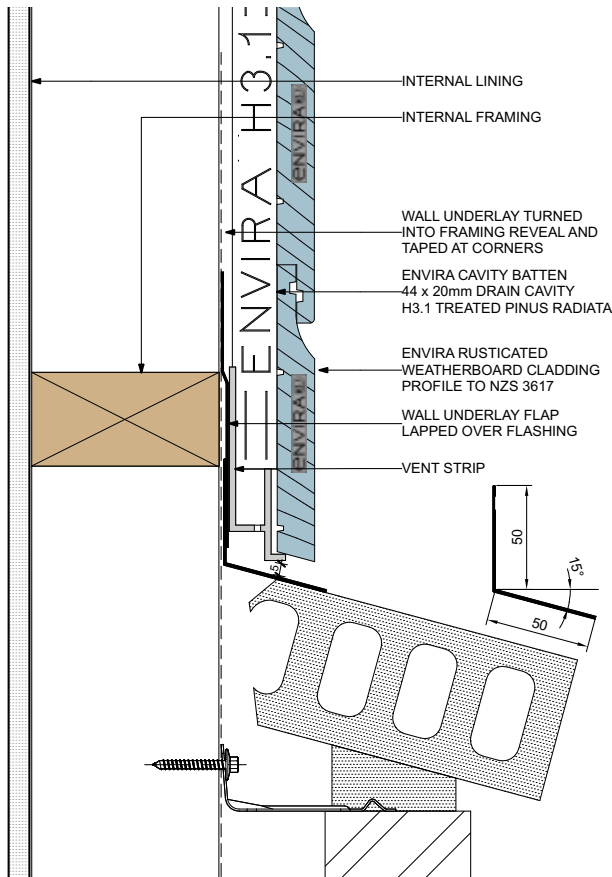 INTERNAL LINING
INTERNAL FRAMING
WALL UNDERLAY TURNED
INTO FRAMING REVEAL AND
TAPED AT CORNERS
ENVIRA CAVITY BATTEN
44 x 20mm DRAIN CAVITY
H3.1 TREATED PINUS RADIATA
ENVIRA RUSTICATED
WEATHERBOARD CLADDING
PROFILE TO NZS 3617
WALL UNDERLAY FLAP
LAPPED OVER FLASHING
VENT STRIP
ENVIRA H3.1
ENVIRA
ENVIRA
5
50
15°
50